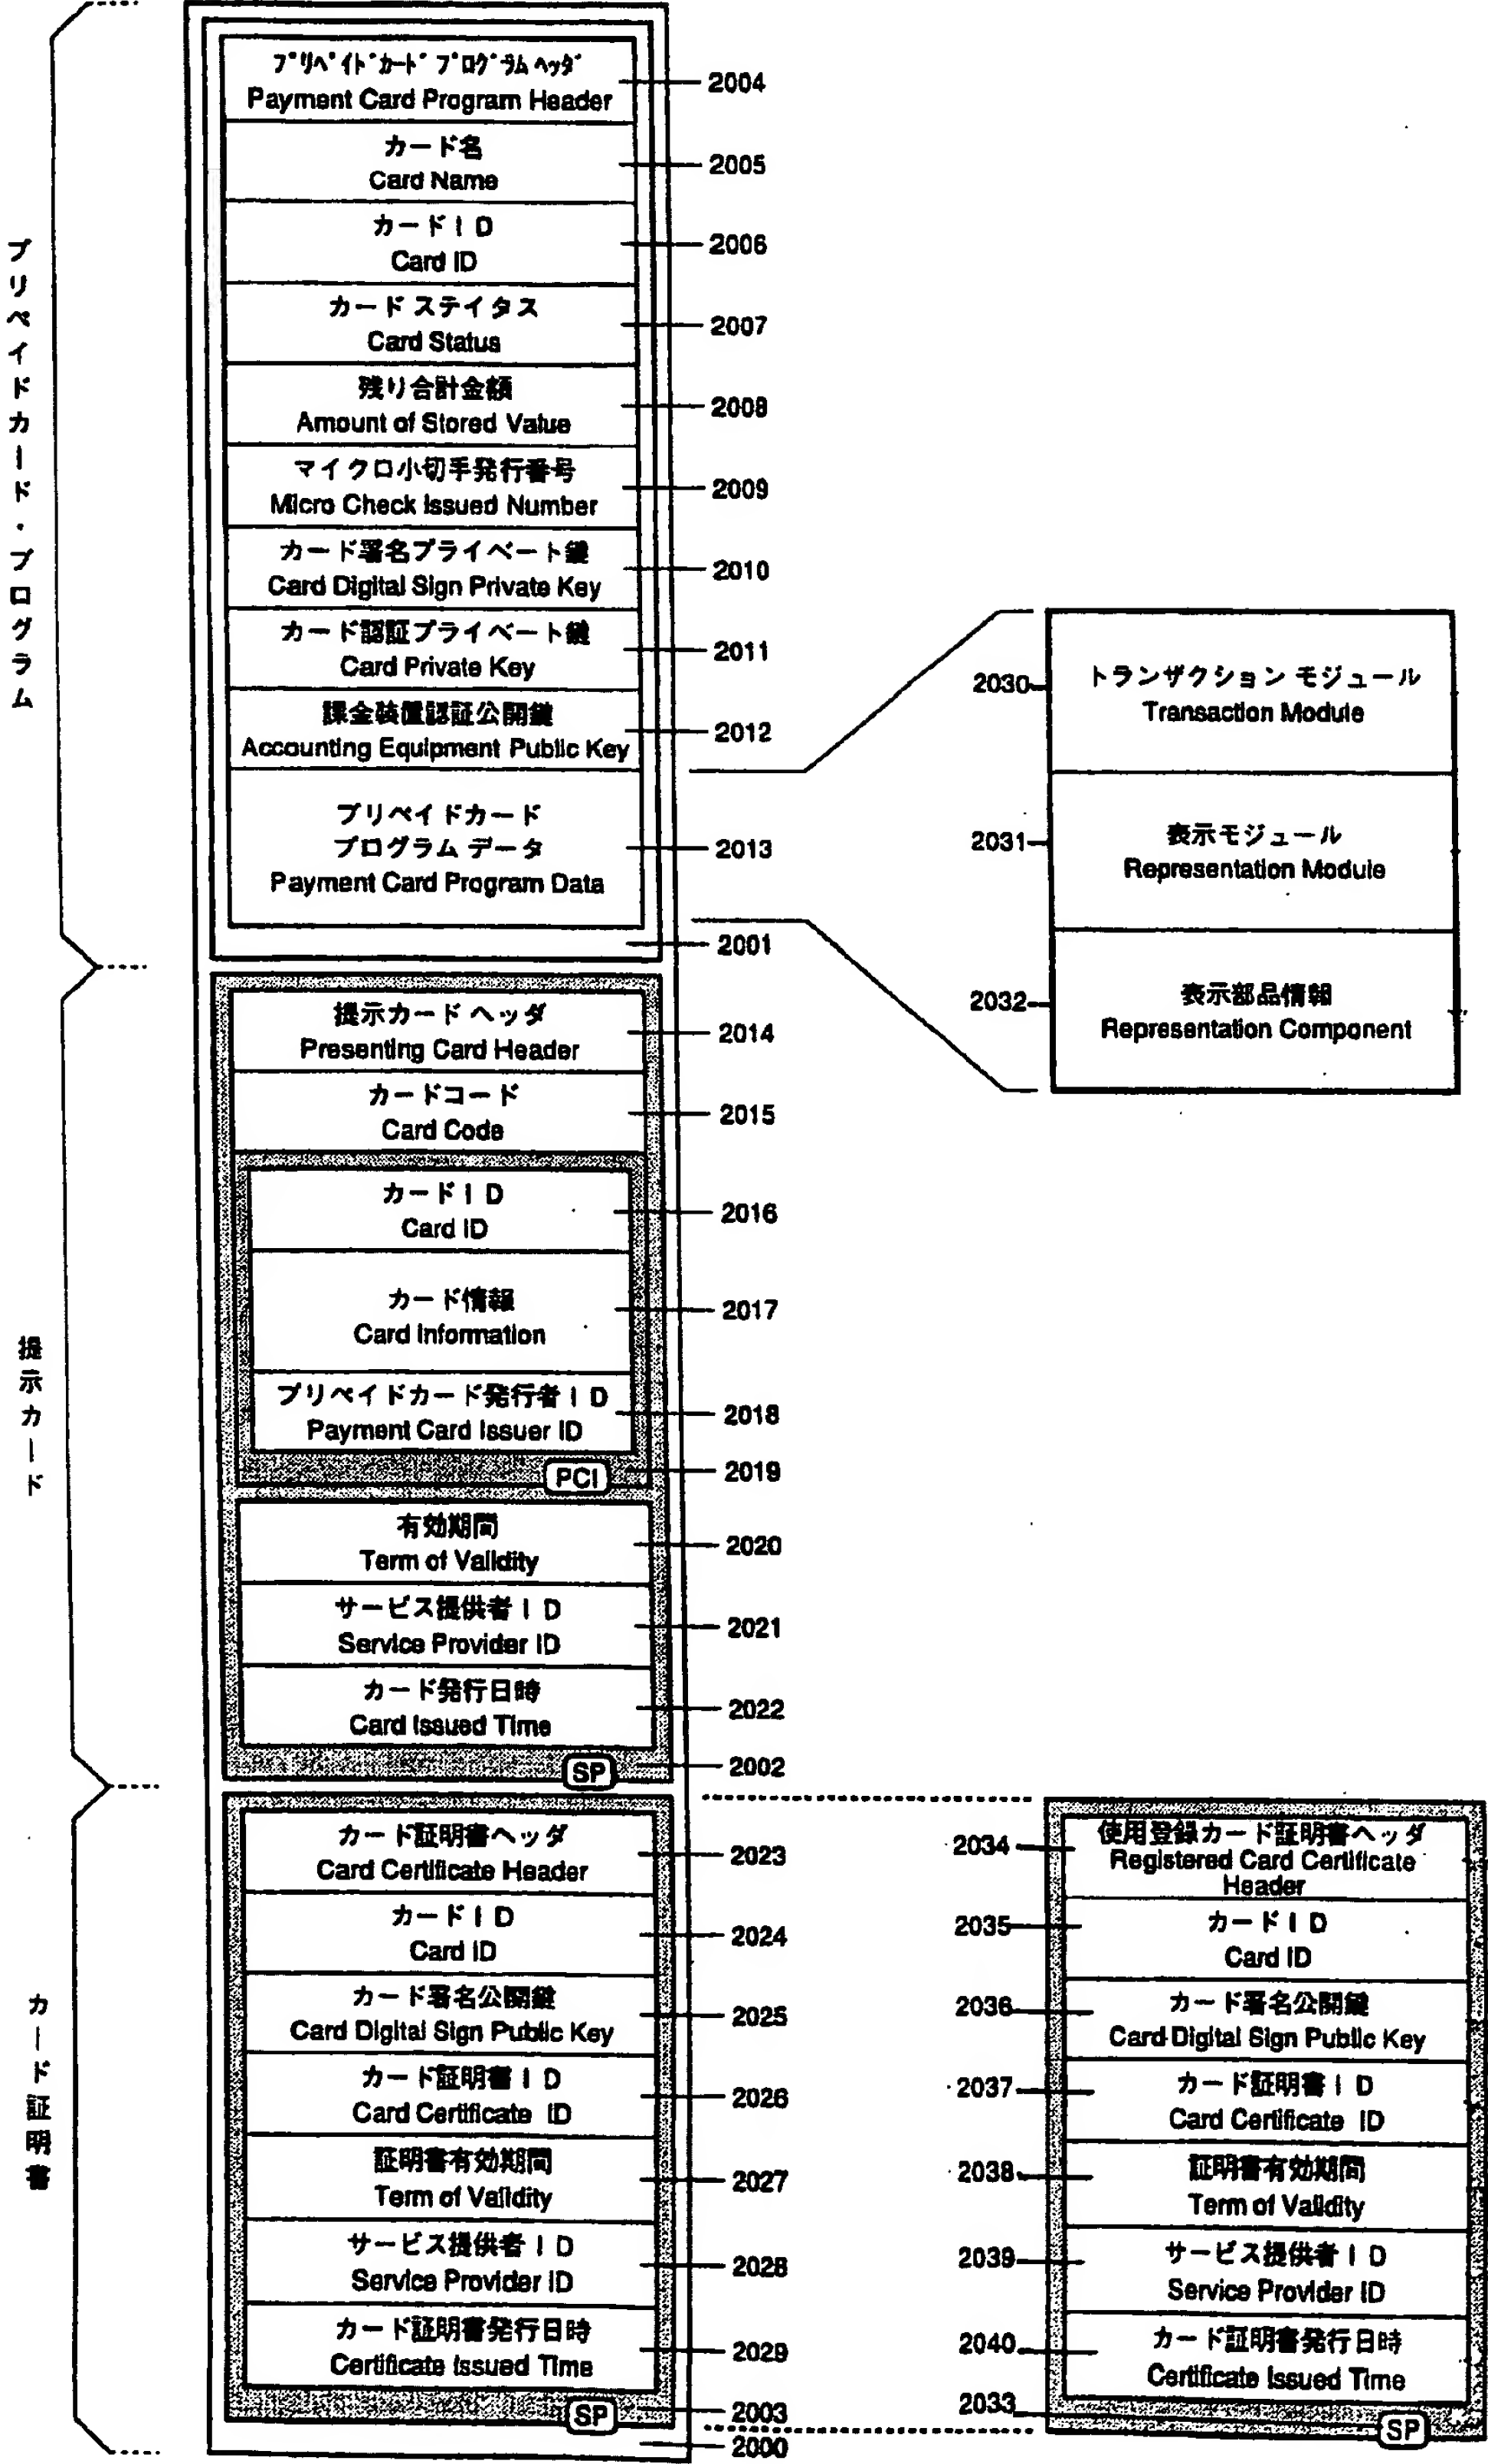 プリペイドカード・プログラム
プリペイドカード プログラム ヘッダ
Payment Card Program Header
2004
カード名
Card Name
2005
カードID
Card ID
2006
カード ステイタス
Card Status
2007
残り合計金額
Amount of Stored Value
2008
マイクロ小切手発行番号
Micro Check Issued Number
2009
カード署名プライベート鍵
Card Digital Sign Private Key
2010
カード認証プライベート鍵
Card Private Key
2011
課金装置認証公開鍵
Accounting Equipment Public Key
2012
プリペイドカード
プログラム データ
Payment Card Program Data
2013
2001
2030
トランザクション モジュール
Transaction Module
2031
表示モジュール
Representation Module
2032
表示部品情報
Representation Component
提示カード
提示カード ヘッダ
Presenting Card Header
2014
カードコード
Card Code
2015
カードID
Card ID
2016
カード情報
Card Information
2017
プリペイドカード発行者ID
Payment Card Issuer ID
2018
PCI
2019
有効期間
Term of Validity
2020
サービス提供者ID
Service Provider ID
2021
カード発行日時
Card Issued Time
2022
SP
2002
カード証明書
カード証明書ヘッダ
Card Certificate Header
2023
カードID
Card ID
2024
カード署名公開鍵
Card Digital Sign Public Key
2025
カード証明書ID
Card Certificate ID
2026
証明書有効期間
Term of Validity
2027
サービス提供者ID
Service Provider ID
2028
カード証明書発行日時
Certificate Issued Time
2029
SP
2003
2000
2034
使用登録カード証明書ヘッダ
Registered Card Certificate
Header
2035
カードID
Card ID
2036
カード署名公開鍵
Card Digital Sign Public Key
2037
カード証明書ID
Card Certificate ID
2038
証明書有効期間
Term of Validity
2039
サービス提供者ID
Service Provider ID
2040
カード証明書発行日時
Certificate Issued Time
2033
SP